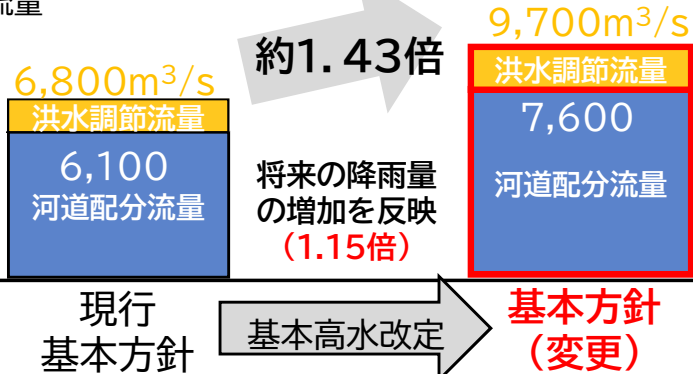 流量
9,700m³/s
約1.43倍
洪水調節流量
6,800m³/s
洪水調節流量
7,600
6,100
河道配分流量
将来の降雨量
の増加を反映
(1.15倍)
河道配分流量
現行
基本方針
基本高水改定
基本方針
(変更)